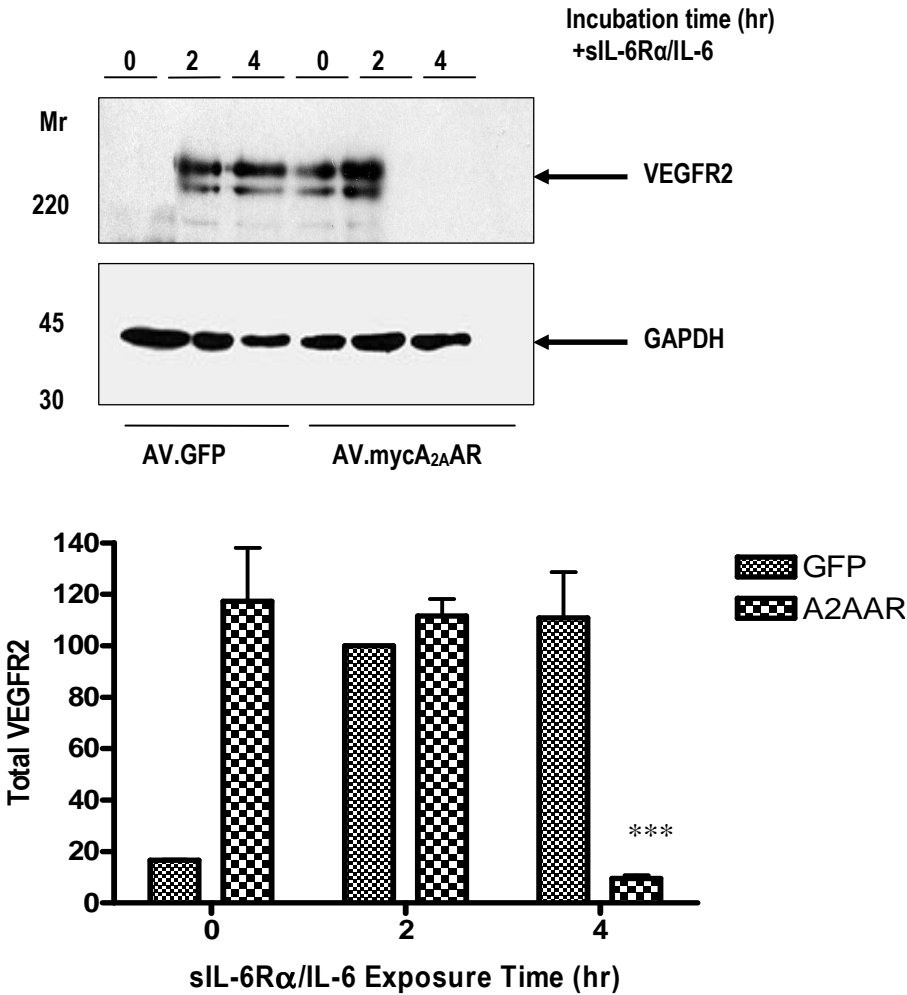 Incubation time (hr)
+sIL-6Rα/IL-6
0 2 4 0 2 4
Mr
VEGFR2
220
45
GAPDH
30
AV.GFP AV.mycA₂ₐAR
140
120
100
80
60
40
20
0
Total VEGFR2
GFP
A2AAR
***
0 2 4
sIL-6Rα/IL-6 Exposure Time (hr)